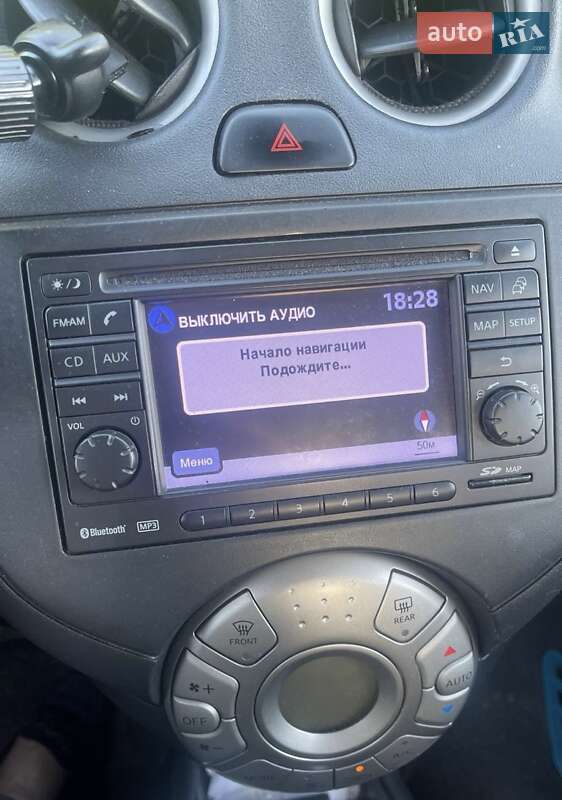 auto RIA
.com
NAV
FM·AM
ВЫКЛЮЧИТЬ АУДИО
18:28
MAP
SETUP
CD
AUX
Начало навигации
Подождите...
VOL
50м
Меню
SD MAP
Bluetooth
MP3
1 2 3 4 5 6
FRONT
REAR
AUTO
OFF